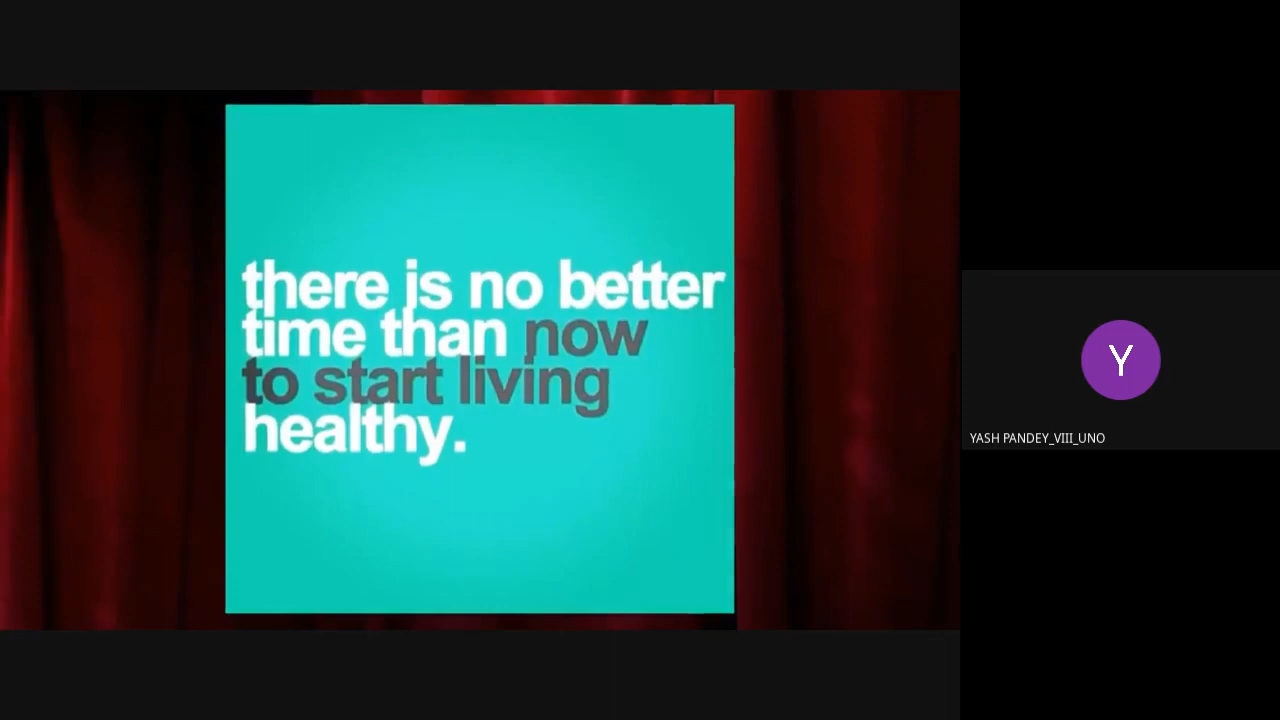 there is no better
time than now
to start living
healthy.
Y
YASH PANDEY_VIII_UNO